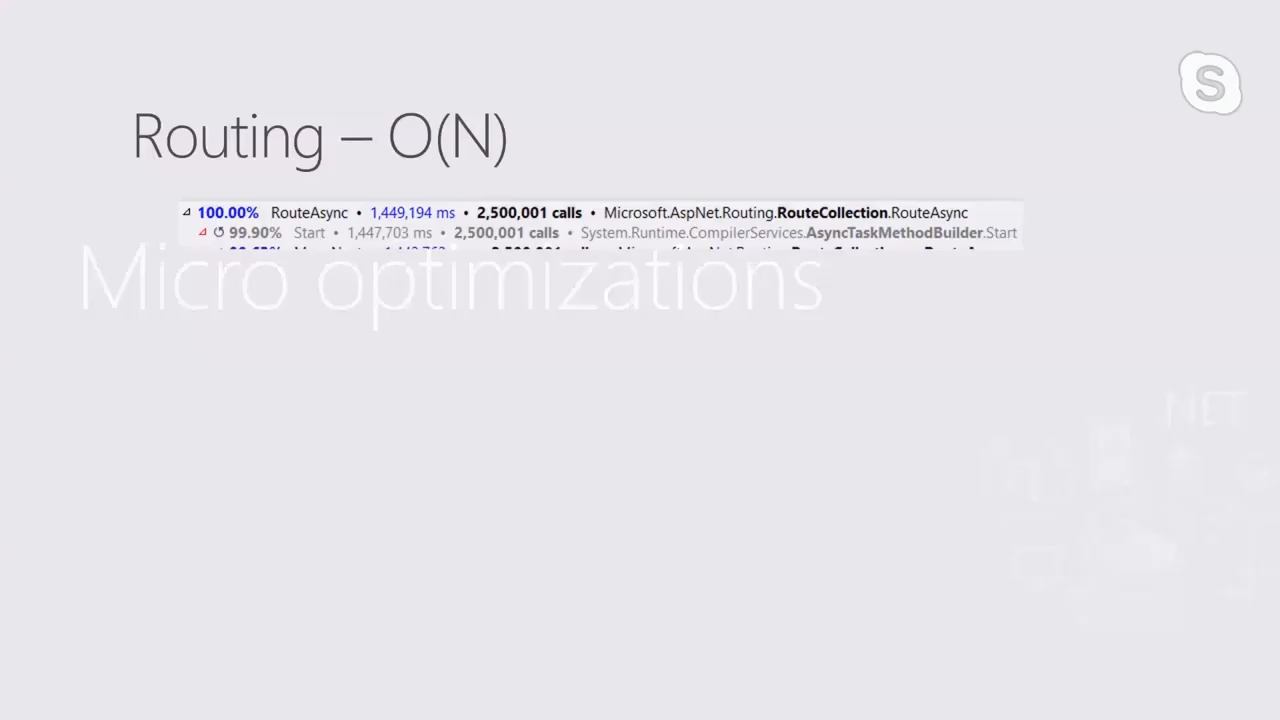 Routing – O(N)
100.00% RouteAsync • 1,449,194 ms • 2,500,001 calls • Microsoft.AspNet.Routing.RouteCollection.RouteAsync
99.90% Start • 1,447,703 ms • 2,500,001 calls • System.Runtime.CompilerServices.AsyncTaskMethodBuilder.Start
Micro optimizations
.NET
S